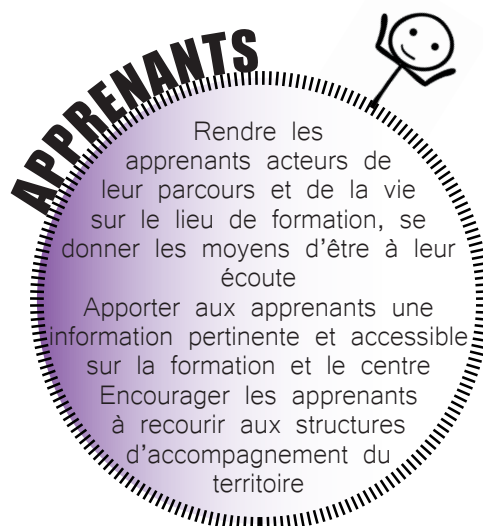 APPRENANTS
Rendre les
apprenants acteurs de
leur parcours et de la vie
sur le lieu de formation, se
donner les moyens d'être à leur
écoute
Apporter aux apprenants une
information pertinente et accessible
sur la formation et le centre
Encourager les apprenants
à recourir aux structures
d'accompagnement du
territoire